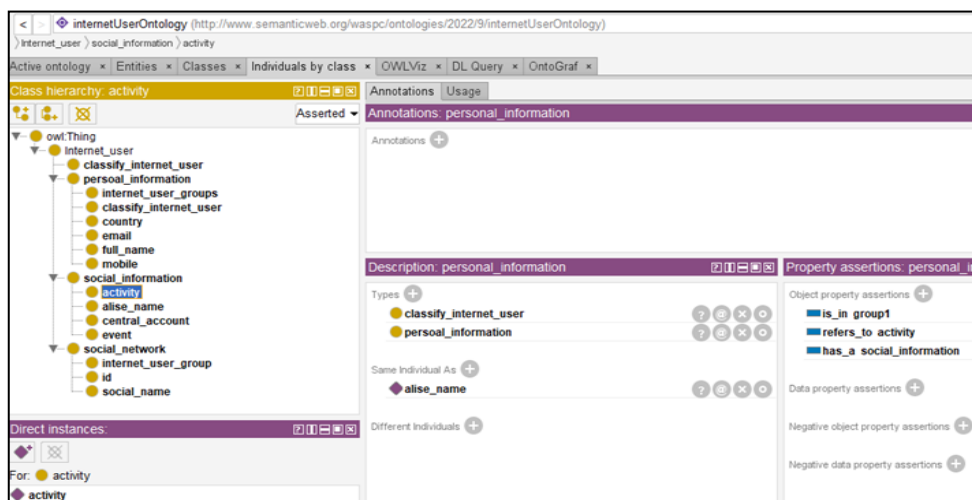 internetUserOntology (http://www.semanticweb.org/waspc/ontologies/2022/9/internetUserOntology)
Internet_user social_information activity
Active ontology × Entities × Classes × Individuals by class × OWLViz × DL Query × OntoGraf ×
Class hierarchy: activity
Asserted
owl:Thing
Internet_user
classify_internet_user
persoal_information
internet_user_groups
classify_internet_user
country
email
full_name
mobile
social_information
activity
alise_name
central_account
event
social_network
internet_user_group
id
social_name
Direct instances:
For: activity
activity
Annotations Usage
Annotations: personal_information
Annotations
Description: personal_information
Types
classify_internet_user
persoal_information
Same Individual As
alise_name
Different Individuals
Property assertions: personal_in
Object property assertions
is_in group1
refers_to activity
has_a social_information
Data property assertions
Negative object property assertions
Negative data property assertions